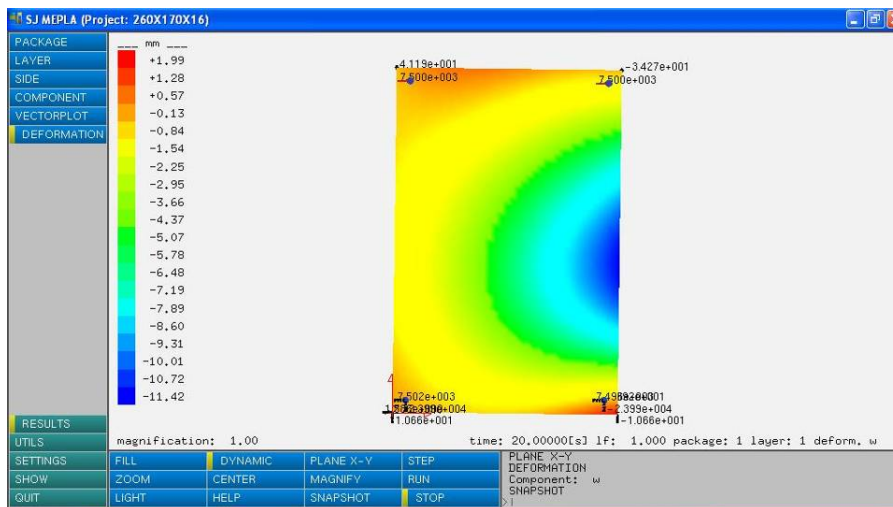 SJ MEPLA (Project: 260X170X16)
PACKAGE
LAYER
SIDE
COMPONENT
VECTORPLOT
DEFORMATION
___ mm ___
+1.99
+1.28
+0.57
-0.13
-0.84
-1.54
-2.25
-2.95
-3.66
-4.37
-5.07
-5.78
-6.48
-7.19
-7.89
-8.60
-9.31
-10.01
-10.72
-11.42
4.119e+001
-3.427e+001
7.500e+003
7.500e+003
7.502e+003
-2.399e+004
1.066e+001
-1.066e+001
magnification: 1.00
time: 20.00000[s] lf: 1.000 package: 1 layer: 1 deform. w
RESULTS
UTILS
SETTINGS
SHOW
QUIT
FILL
DYNAMIC
PLANE X-Y
STEP
ZOOM
CENTER
MAGNIFY
RUN
LIGHT
HELP
SNAPSHOT
STOP
PLANE X-Y
DEFORMATION
Component: w
SNAPSHOT
>|